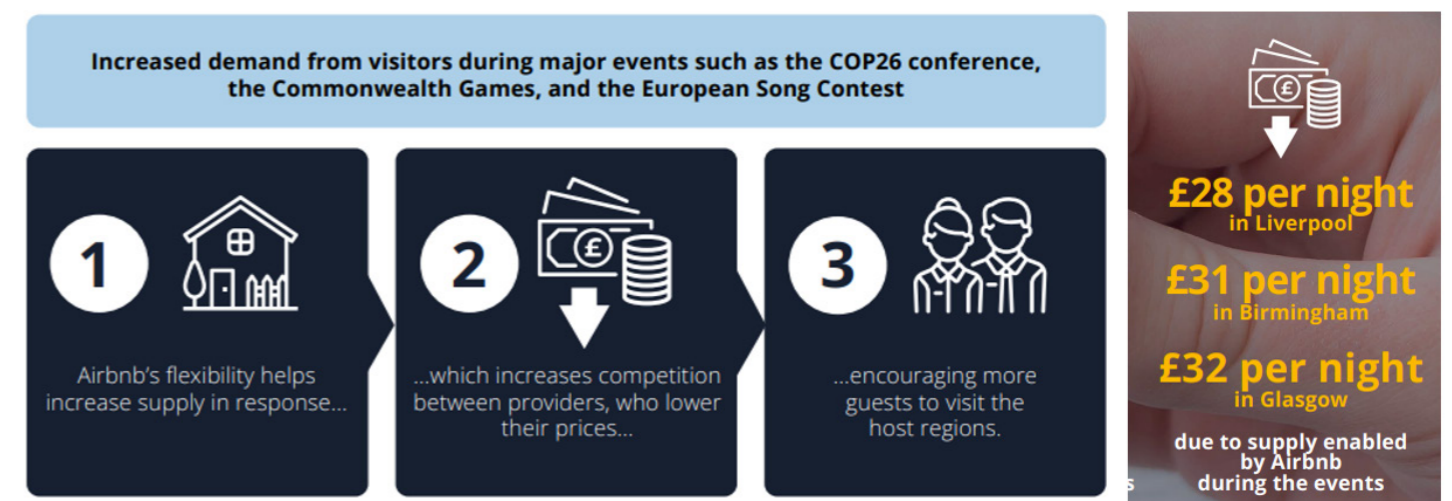 Increased demand from visitors during major events such as the COP26 conference,
the Commonwealth Games, and the European Song Contest
1
Airbnb's flexibility helps
increase supply in response...
2
£
...which increases competition
between providers, who lower
their prices...
3
...encouraging more
guests to visit the
host regions.
£
£28 per night
in Liverpool
£31 per night
in Birmingham
£32 per night
in Glasgow
due to supply enabled
by Airbnb
s
during the events